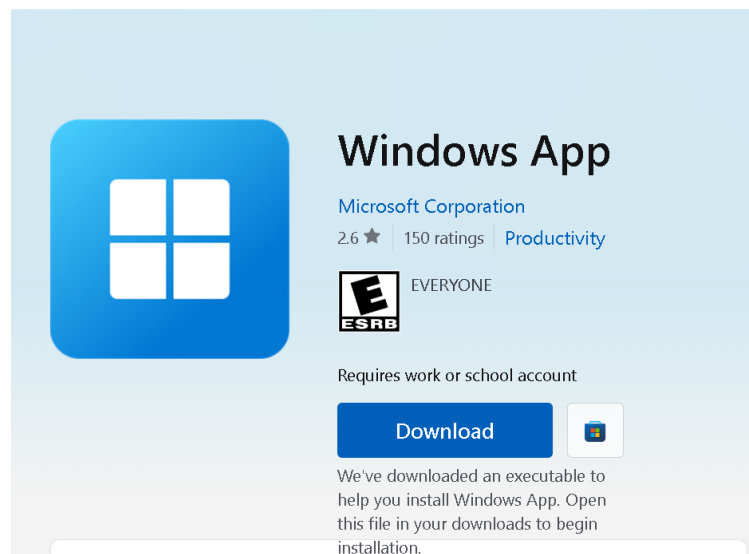 Windows App
Microsoft Corporation
2.6 ★ 150 ratings Productivity
E
EVERYONE
ESRB
Requires work or school account
Download
We've downloaded an executable to
help you install Windows App. Open
this file in your downloads to begin
installation.